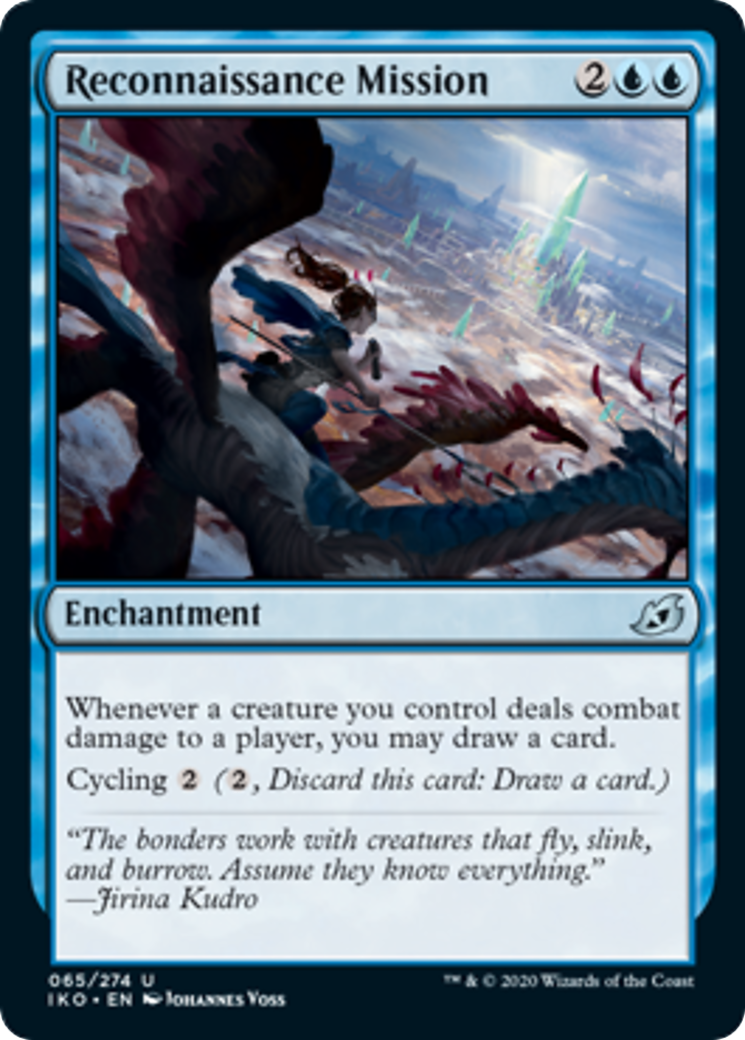 Reconnaissance Mission 2
Enchantment
Whenever a creature you control deals combat
damage to a player, you may draw a card.
Cycling 2 (2, Discard this card: Draw a card.)
“The bonders work with creatures that fly, slink,
and burrow. Assume they know everything.”
—Jirina Kudro
065/274 U
IKO • EN Johannes Voss
™ & © 2020 Wizards of the Coast